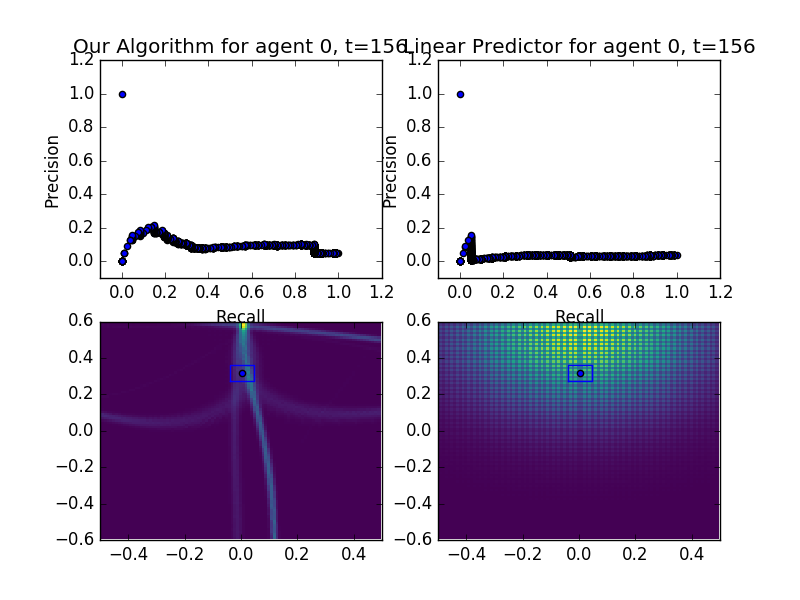 Our Algorithm for agent 0, t=156
Linear Predictor for agent 0, t=156
1.2
1.0
0.8
0.6
0.4
0.2
0.0
Precision
0.0 0.2 0.4 0.6 0.8 1.0 1.2
Recall
1.2
1.0
0.8
0.6
0.4
0.2
0.0
Precision
0.0 0.2 0.4 0.6 0.8 1.0 1.2
Recall
0.6
0.4
0.2
0.0
−0.2
−0.4
−0.6
−0.4 −0.2 0.0 0.2 0.4
0.6
0.4
0.2
0.0
−0.2
−0.4
−0.6
−0.4 −0.2 0.0 0.2 0.4